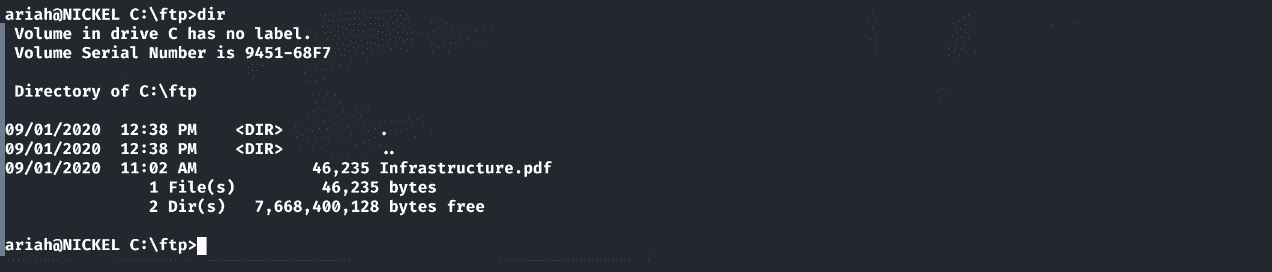 ariah@NICKEL C:\ftp>dir
 Volume in drive C has no label.
 Volume Serial Number is 9451-68F7

 Directory of C:\ftp

09/01/2020  12:38 PM    <DIR>          .
09/01/2020  12:38 PM    <DIR>          ..
09/01/2020  11:02 AM            46,235 Infrastructure.pdf
               1 File(s)         46,235 bytes
               2 Dir(s)   7,668,400,128 bytes free

ariah@NICKEL C:\ftp>